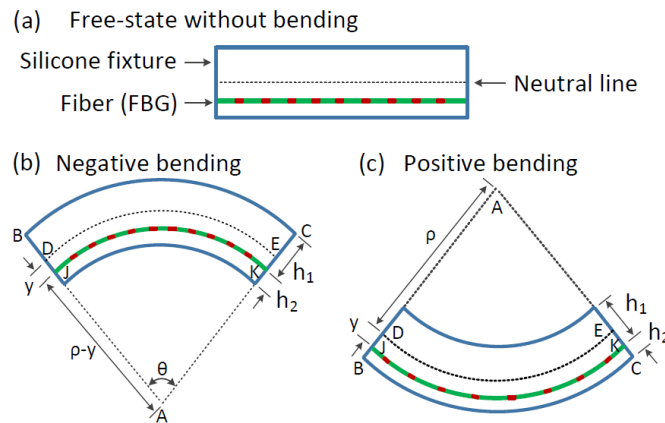 (a) Free-state without bending
Silicone fixture
Neutral line
Fiber (FBG)
(b) Negative bending
B
C
D
E
J
K
y
h1
h2
ρ-y
θ
A
(c) Positive bending
A
ρ
h1
h2
y
D
E
J
K
B
C